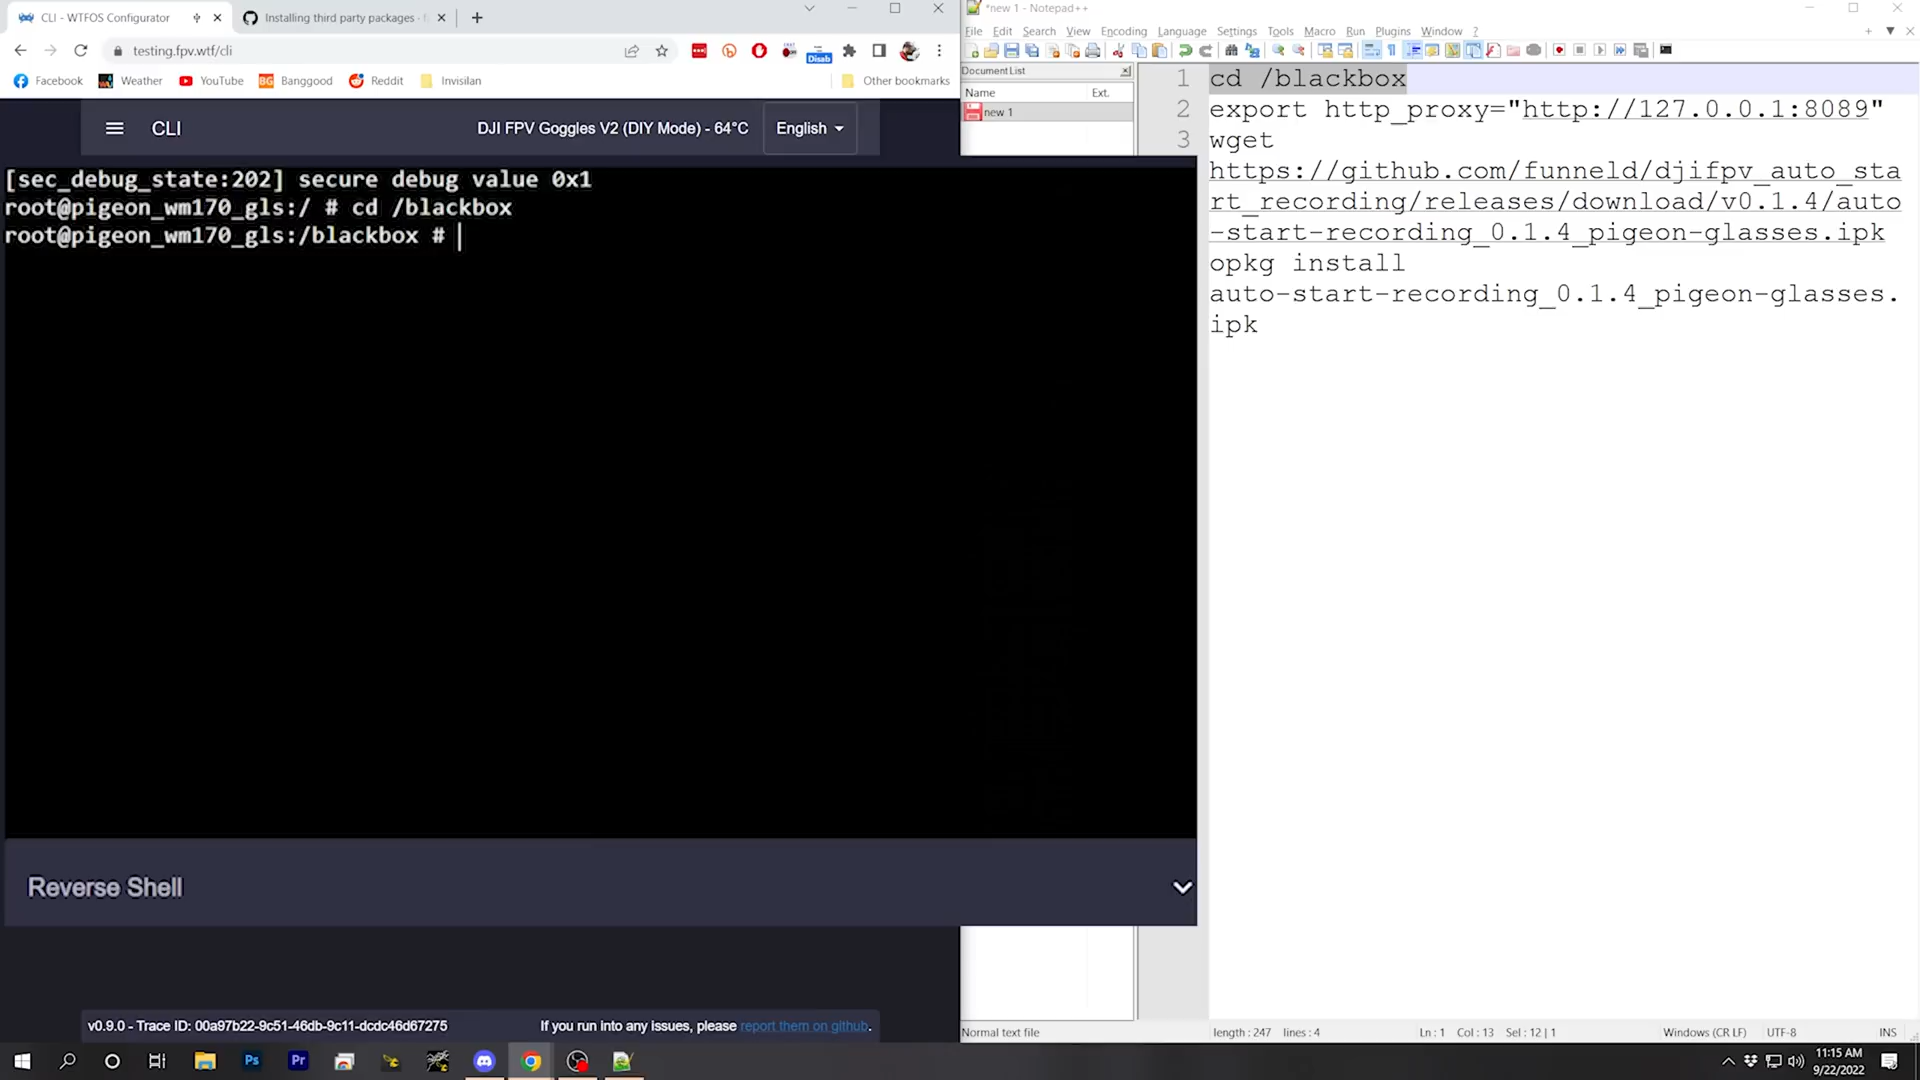 CLI - WTFOS Configurator
Installing third party packages
testing.fpv.wtf/cli
Disab
Facebook
Weather
YouTube
BG
Banggood
Reddit
Invisilan
Other bookmarks
CLI
DJI FPV Goggles V2 (DIY Mode) - 64°C
English
[sec_debug_state:202] secure debug value 0x1
root@pigeon_wm170_gls:/ # cd /blackbox
root@pigeon_wm170_gls:/blackbox #
Reverse Shell
v0.9.0 - Trace ID: 00a97b22-9c51-46db-9c11-dcdc46d67275
If you run into any issues, please report them on github.
*new 1 - Notepad++
File Edit Search View Encoding Language Settings Tools Macro Run Plugins Window ?
Document List
Name Ext.
new 1
1 cd /blackbox
2 export http_proxy="http://127.0.0.1:8089"
3 wget
https://github.com/funneld/djifpv_auto_sta
rt_recording/releases/download/v0.1.4/auto
-start-recording_0.1.4_pigeon-glasses.ipk
opkg install
auto-start-recording_0.1.4_pigeon-glasses.
ipk
Normal text file
length : 247 lines : 4
Ln : 1 Col : 13 Sel : 12 | 1
Windows (CR LF)
UTF-8
INS
Ps
Pr
11:15 AM
9/22/2022